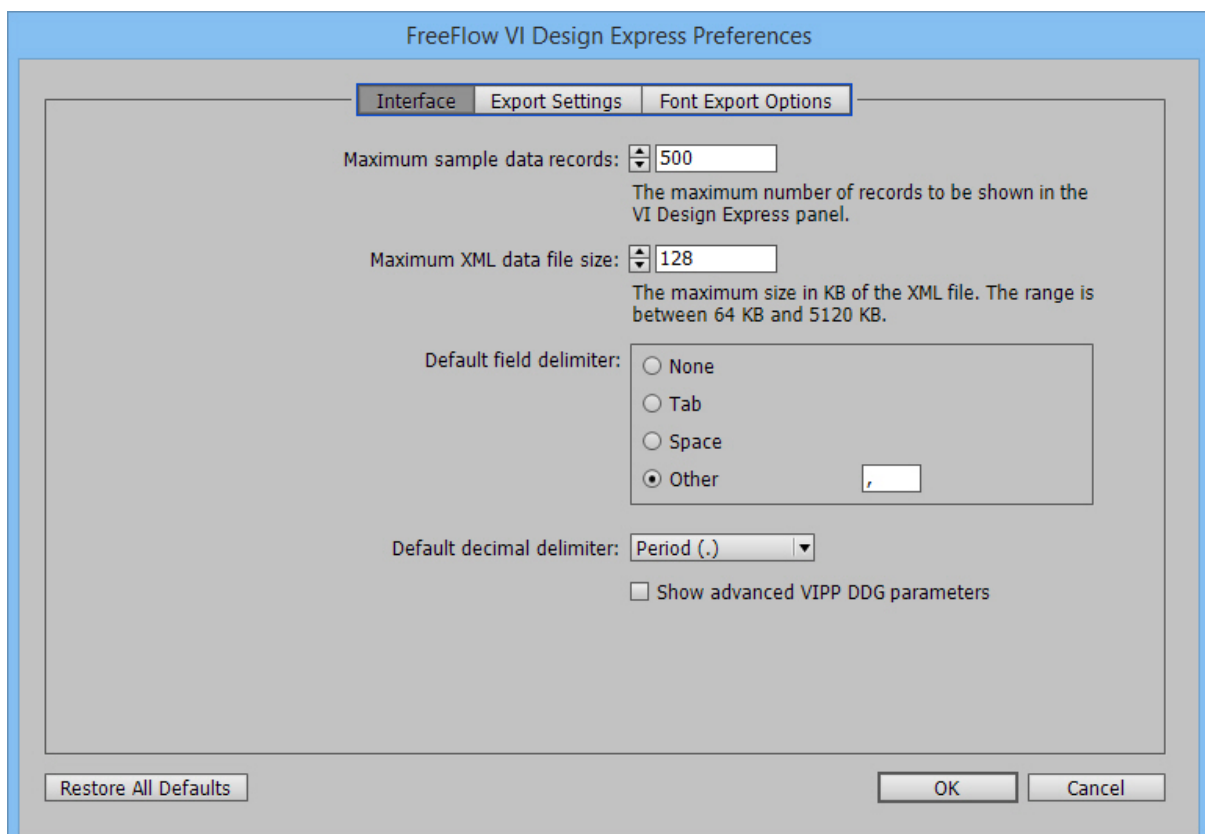 FreeFlow VI Design Express Preferences
Interface Export Settings Font Export Options
Maximum sample data records: 500
The maximum number of records to be shown in the
VI Design Express panel.
Maximum XML data file size: 128
The maximum size in KB of the XML file. The range is
between 64 KB and 5120 KB.
Default field delimiter:
None
Tab
Space
Other ,
Default decimal delimiter: Period (.)
Show advanced VIPP DDG parameters
Restore All Defaults OK Cancel